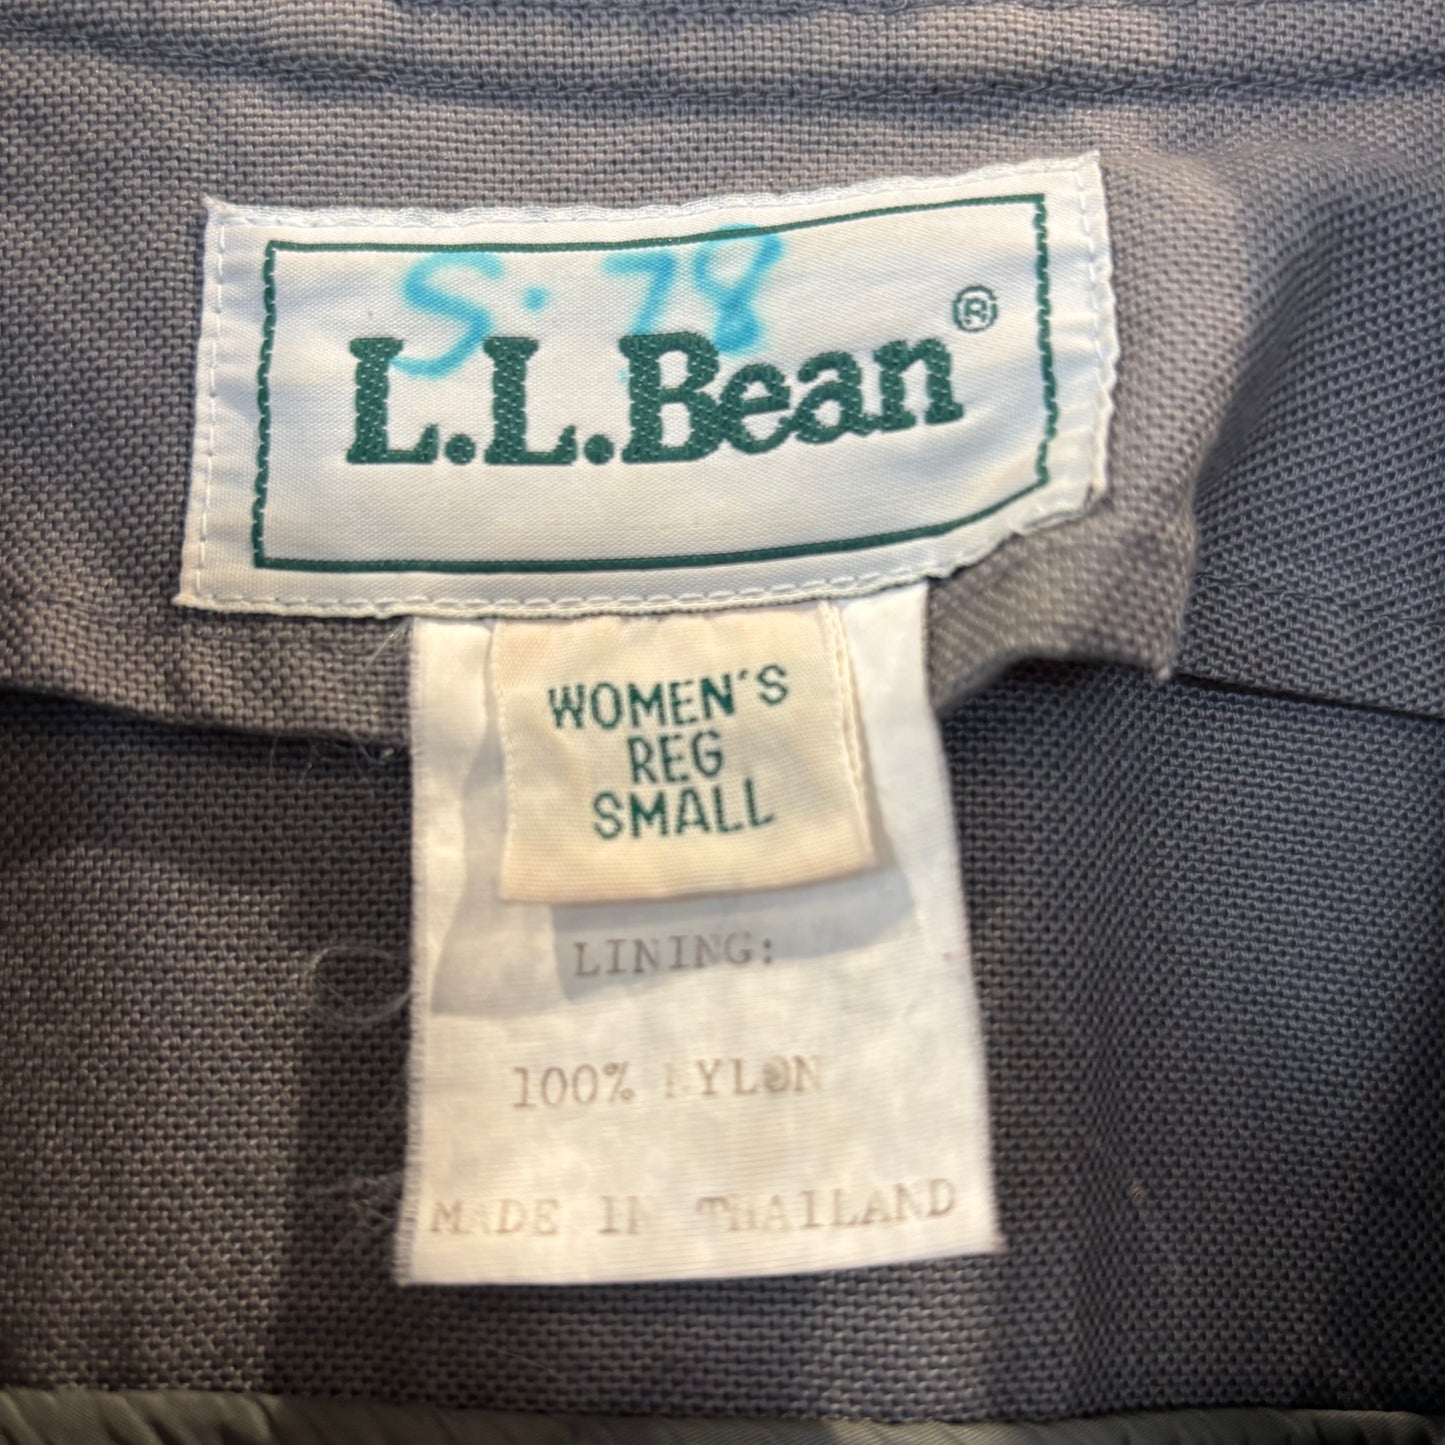 S. 78
L.L.Bean®
WOMEN'S
REG
SMALL
LINING:
100% NYLON
MADE IN THAILAND